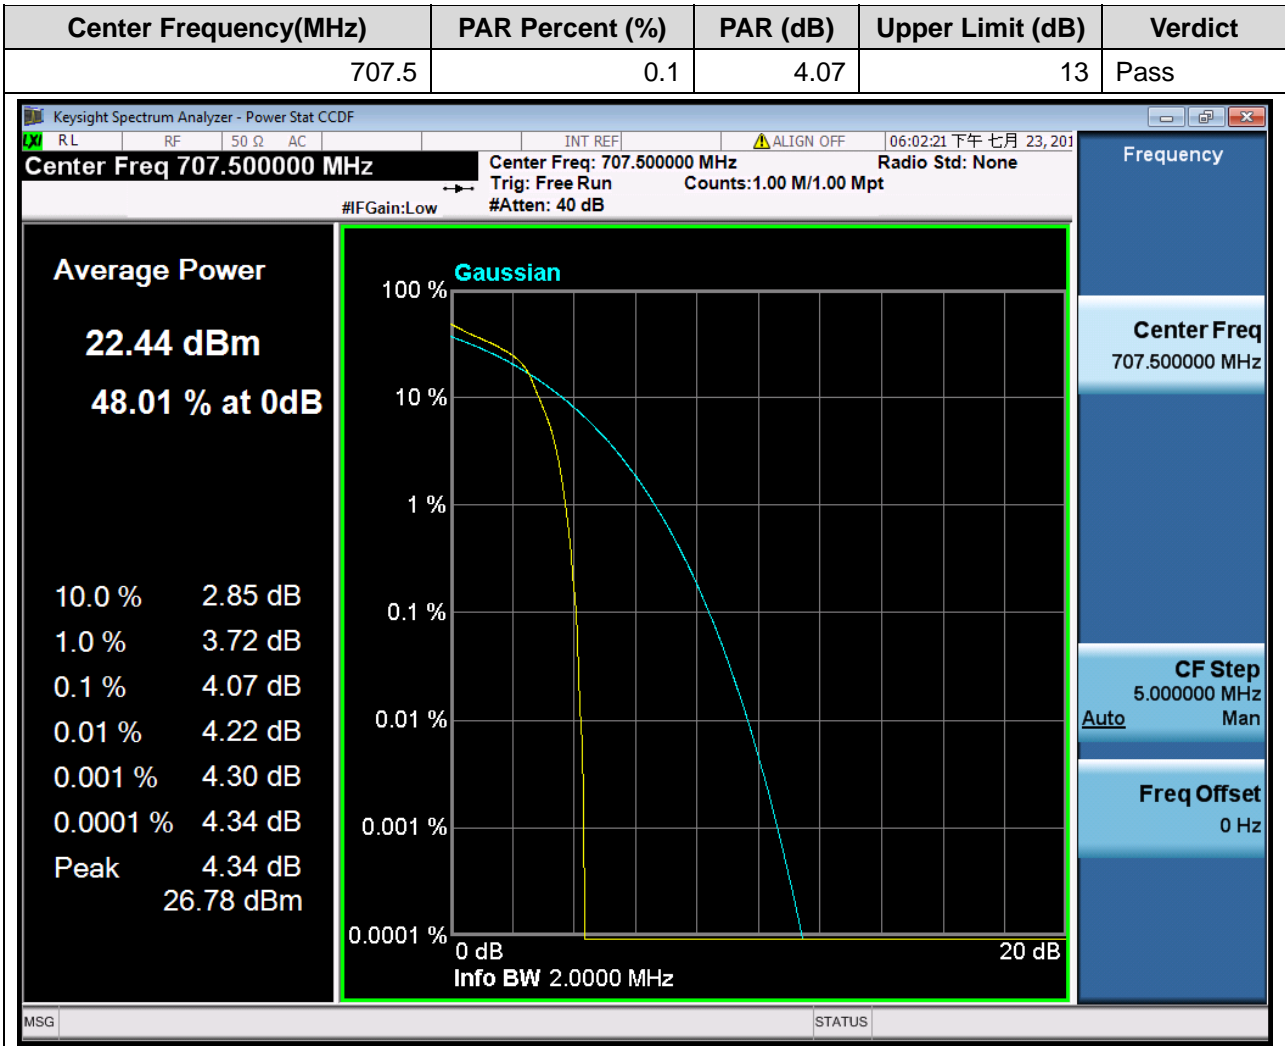 Center Frequency(MHz) PAR Percent (%) PAR (dB) Upper Limit (dB) Verdict
707.5 0.1 4.07 13 Pass
Keysight Spectrum Analyzer - Power Stat CCDF
LXI RL RF 50 Ω AC INT REF ALIGN OFF 06:02:21 下午 七月 23, 201
Center Freq 707.500000 MHz
Center Freq: 707.500000 MHz Radio Std: None
Trig: Free Run Counts:1.00 M/1.00 Mpt
#IFGain:Low #Atten: 40 dB
Frequency
Average Power
22.44 dBm
48.01 % at 0dB
10.0 % 2.85 dB
1.0 % 3.72 dB
0.1 % 4.07 dB
0.01 % 4.22 dB
0.001 % 4.30 dB
0.0001 % 4.34 dB
Peak 4.34 dB
26.78 dBm
Gaussian
100 %
10 %
1 %
0.1 %
0.01 %
0.001 %
0.0001 %
0 dB 20 dB
Info BW 2.0000 MHz
Center Freq
707.500000 MHz
CF Step
5.000000 MHz
Auto Man
Freq Offset
0 Hz
MSG STATUS